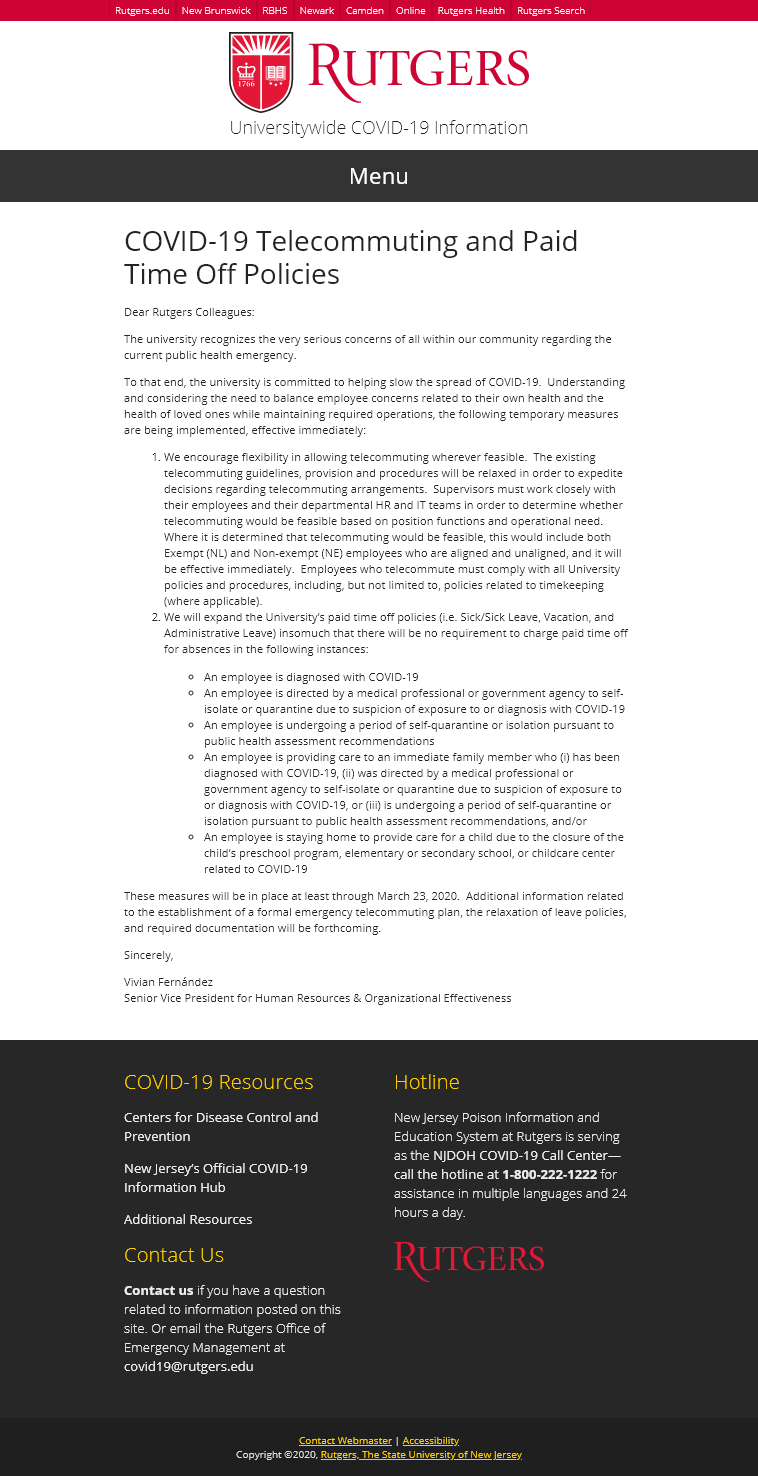 Rutgers.edu New Brunswick RBHS Newark Camden Online Rutgers Health Rutgers Search
1766
RUTGERS
Universitywide COVID-19 Information
Menu
COVID-19 Telecommuting and Paid
Time Off Policies
Dear Rutgers Colleagues:
The university recognizes the very serious concerns of all within our community regarding the
current public health emergency.
To that end, the university is committed to helping slow the spread of COVID-19.  Understanding
and considering the need to balance employee concerns related to their own health and the
health of loved ones while maintaining required operations, the following temporary measures
are being implemented, effective immediately:
1. We encourage flexibility in allowing telecommuting wherever feasible.  The existing
telecommuting guidelines, provision and procedures will be relaxed in order to expedite
decisions regarding telecommuting arrangements.  Supervisors must work closely with
their employees and their departmental HR and IT teams in order to determine whether
telecommuting would be feasible based on position functions and operational need.
Where it is determined that telecommuting would be feasible, this would include both
Exempt (NL) and Non-exempt (NE) employees who are aligned and unaligned, and it will
be effective immediately.  Employees who telecommute must comply with all University
policies and procedures, including, but not limited to, policies related to timekeeping
(where applicable).
2. We will expand the University's paid time off policies (i.e. Sick/Sick Leave, Vacation, and
Administrative Leave) insomuch that there will be no requirement to charge paid time off
for absences in the following instances:
◦ An employee is diagnosed with COVID-19
◦ An employee is directed by a medical professional or government agency to self-
isolate or quarantine due to suspicion of exposure to or diagnosis with COVID-19
◦ An employee is undergoing a period of self-quarantine or isolation pursuant to
public health assessment recommendations
◦ An employee is providing care to an immediate family member who (i) has been
diagnosed with COVID-19, (ii) was directed by a medical professional or
government agency to self-isolate or quarantine due to suspicion of exposure to
or diagnosis with COVID-19, or (iii) is undergoing a period of self-quarantine or
isolation pursuant to public health assessment recommendations, and/or
◦ An employee is staying home to provide care for a child due to the closure of the
child's preschool program, elementary or secondary school, or childcare center
related to COVID-19
These measures will be in place at least through March 23, 2020.  Additional information related
to the establishment of a formal emergency telecommuting plan, the relaxation of leave policies,
and required documentation will be forthcoming.
Sincerely,
Vivian Fernández
Senior Vice President for Human Resources & Organizational Effectiveness
COVID-19 Resources
Centers for Disease Control and
Prevention
New Jersey's Official COVID-19
Information Hub
Additional Resources
Contact Us
Contact us if you have a question
related to information posted on this
site. Or email the Rutgers Office of
Emergency Management at
covid19@rutgers.edu
Hotline
New Jersey Poison Information and
Education System at Rutgers is serving
as the NJDOH COVID-19 Call Center—
call the hotline at 1-800-222-1222 for
assistance in multiple languages and 24
hours a day.
RUTGERS
Contact Webmaster | Accessibility
Copyright ©2020, Rutgers, The State University of New Jersey